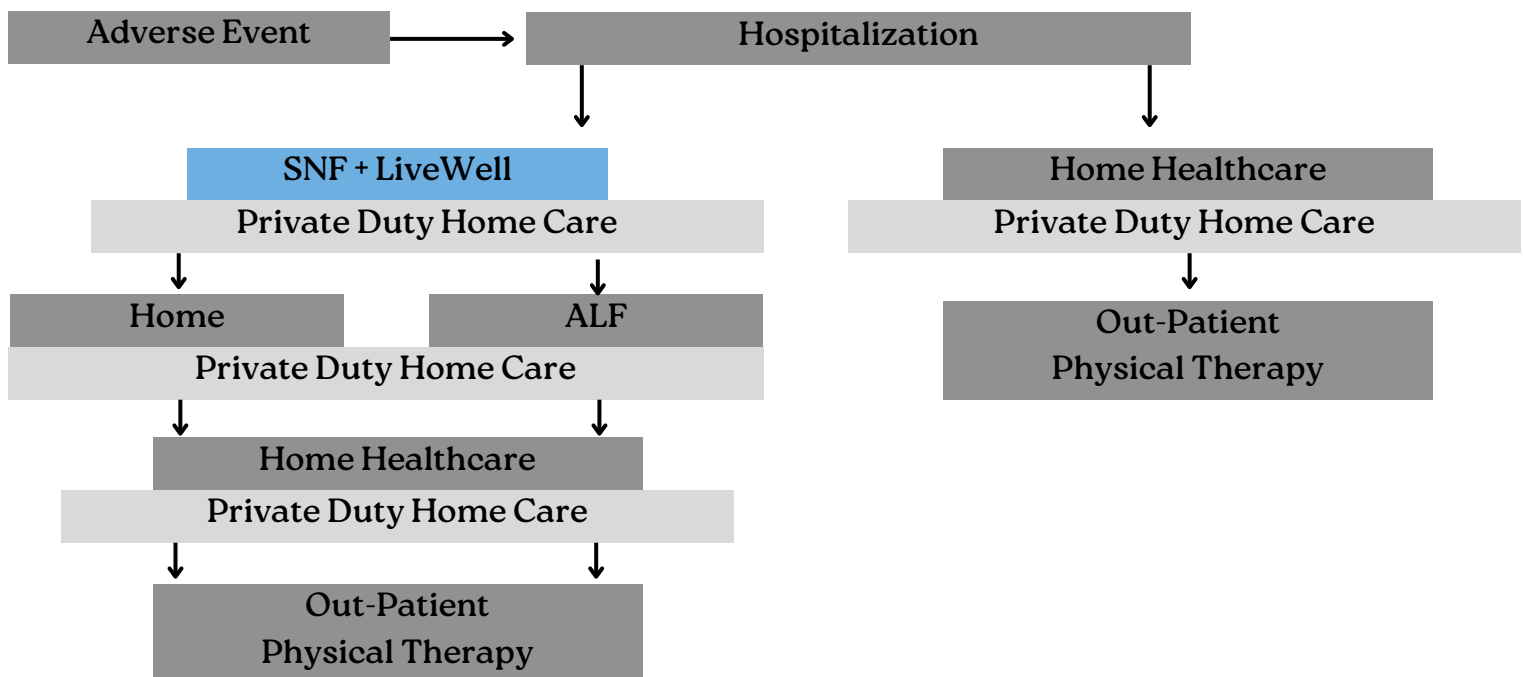 Adverse Event
Hospitalization
SNF + LiveWell
Private Duty Home Care
Home
ALF
Private Duty Home Care
Home Healthcare
Private Duty Home Care
Out-Patient
Physical Therapy
Home Healthcare
Private Duty Home Care
Out-Patient
Physical Therapy